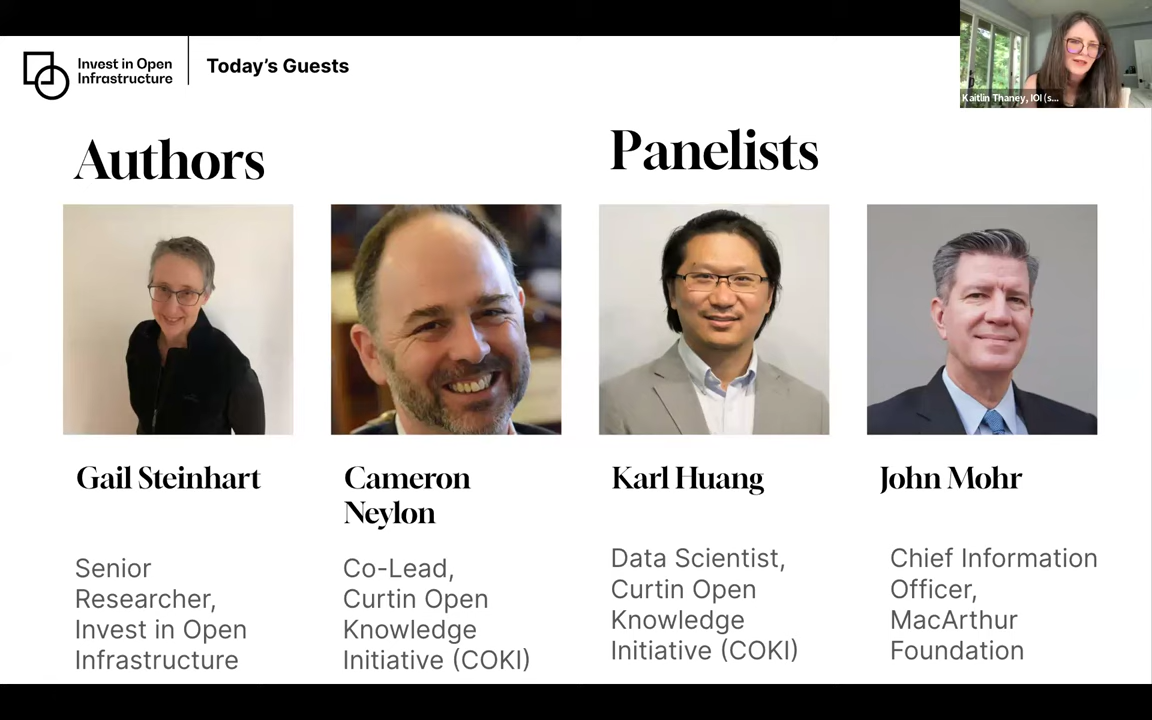 Invest in Open
Infrastructure
Today's Guests
Kaitlin Thaney, IOI (s...
Authors
Panelists
Gail Steinhart
Cameron
Neylon
Karl Huang
John Mohr
Senior
Researcher,
Invest in Open
Infrastructure
Co-Lead,
Curtin Open
Knowledge
Initiative (COKI)
Data Scientist,
Curtin Open
Knowledge
Initiative (COKI)
Chief Information
Officer,
MacArthur
Foundation